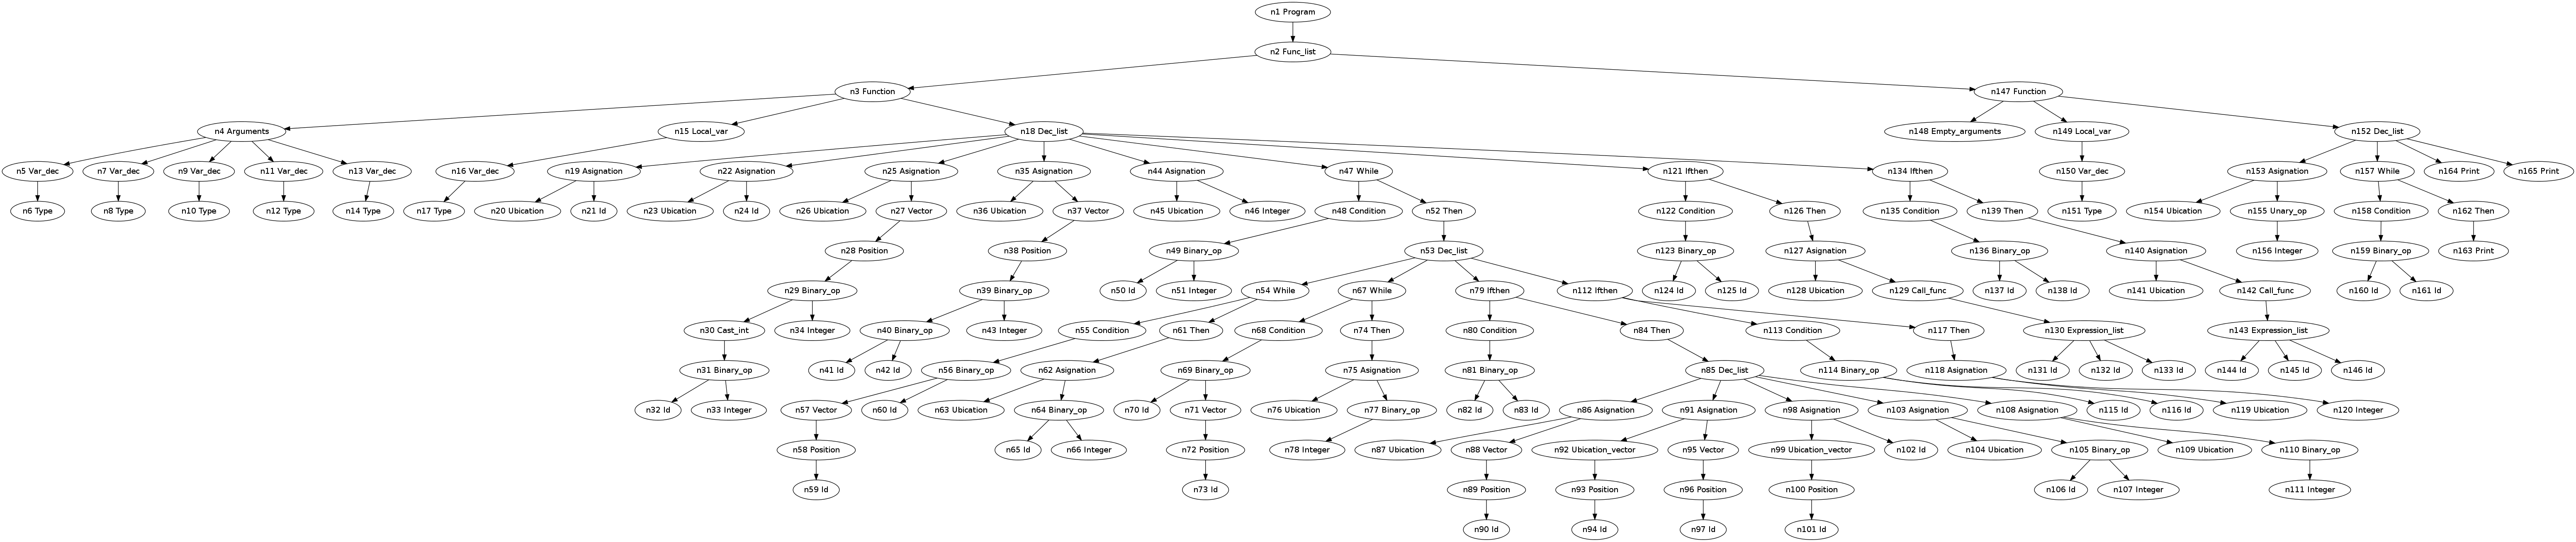 n1 Program
n2 Func_list
n3 Function
n147 Function
n4 Arguments
n15 Local_var
n18 Dec_list
n148 Empty_arguments
n149 Local_var
n152 Dec_list
n5 Var_dec
n7 Var_dec
n9 Var_dec
n11 Var_dec
n13 Var_dec
n16 Var_dec
n19 Asignation
n22 Asignation
n25 Asignation
n35 Asignation
n44 Asignation
n47 While
n121 Ifthen
n134 Ifthen
n150 Var_dec
n153 Asignation
n157 While
n164 Print
n165 Print
n6 Type
n8 Type
n10 Type
n12 Type
n14 Type
n17 Type
n20 Ubication
n21 Id
n23 Ubication
n24 Id
n26 Ubication
n27 Vector
n36 Ubication
n37 Vector
n45 Ubication
n46 Integer
n48 Condition
n52 Then
n122 Condition
n126 Then
n135 Condition
n139 Then
n151 Type
n154 Ubication
n155 Unary_op
n158 Condition
n162 Then
n28 Position
n38 Position
n49 Binary_op
n53 Dec_list
n123 Binary_op
n127 Asignation
n136 Binary_op
n140 Asignation
n156 Integer
n159 Binary_op
n163 Print
n29 Binary_op
n39 Binary_op
n50 Id
n51 Integer
n54 While
n67 While
n79 Ifthen
n112 Ifthen
n124 Id
n125 Id
n128 Ubication
n129 Call_func
n137 Id
n138 Id
n141 Ubication
n142 Call_func
n160 Id
n161 Id
n30 Cast_int
n34 Integer
n40 Binary_op
n43 Integer
n55 Condition
n61 Then
n68 Condition
n74 Then
n80 Condition
n84 Then
n113 Condition
n117 Then
n130 Expression_list
n143 Expression_list
n31 Binary_op
n41 Id
n42 Id
n56 Binary_op
n62 Asignation
n69 Binary_op
n75 Asignation
n81 Binary_op
n85 Dec_list
n114 Binary_op
n118 Asignation
n131 Id
n132 Id
n133 Id
n144 Id
n145 Id
n146 Id
n32 Id
n33 Integer
n57 Vector
n60 Id
n63 Ubication
n64 Binary_op
n70 Id
n71 Vector
n76 Ubication
n77 Binary_op
n82 Id
n83 Id
n86 Asignation
n91 Asignation
n98 Asignation
n103 Asignation
n108 Asignation
n115 Id
n116 Id
n119 Ubication
n120 Integer
n58 Position
n65 Id
n66 Integer
n72 Position
n78 Integer
n87 Ubication
n88 Vector
n92 Ubication_vector
n95 Vector
n99 Ubication_vector
n102 Id
n104 Ubication
n105 Binary_op
n109 Ubication
n110 Binary_op
n59 Id
n73 Id
n89 Position
n93 Position
n96 Position
n100 Position
n106 Id
n107 Integer
n111 Integer
n90 Id
n94 Id
n97 Id
n101 Id